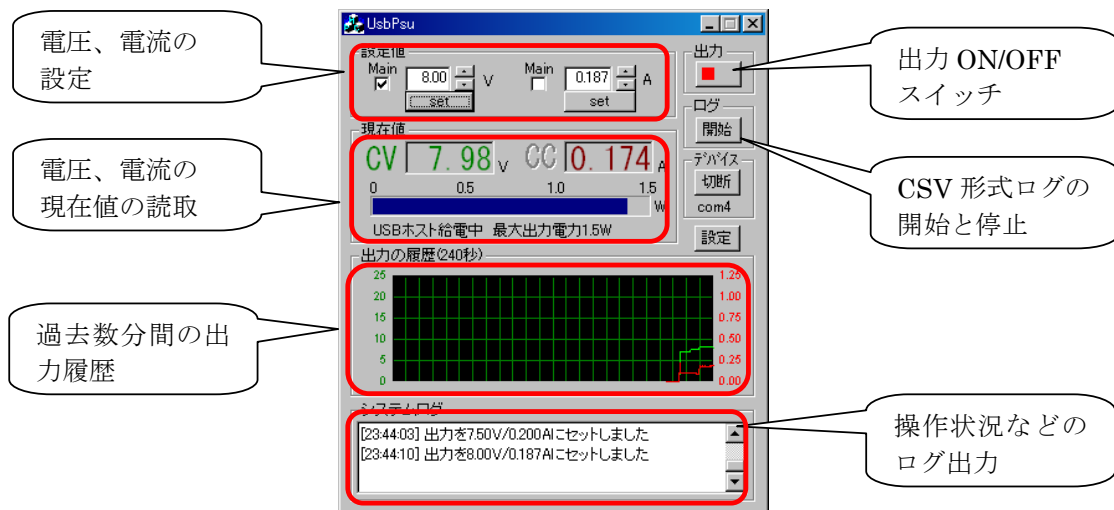 電圧、電流の
設定
電圧、電流の
現在値の読取
過去数分間の出
力履歴
UsbPsu
設定値
Main
8.00
V
set
Main
0.187
A
set
出力
ログ
開始
デバイス
切断
com4
設定
現在値
CV 7.98 V CC 0.174 A
0 0.5 1.0 1.5
W
USBホスト給電中 最大出力電力1.5W
出力の履歴(240秒)
25 1.25
20 1.00
15 0.75
10 0.50
5 0.25
0 0.00
システムログ
[23:44:03] 出力を7.50V/0.200Aにセットしました
[23:44:10] 出力を8.00V/0.187Aにセットしました
出力 ON/OFF
スイッチ
CSV 形式ログの
開始と停止
操作状況などの
ログ出力